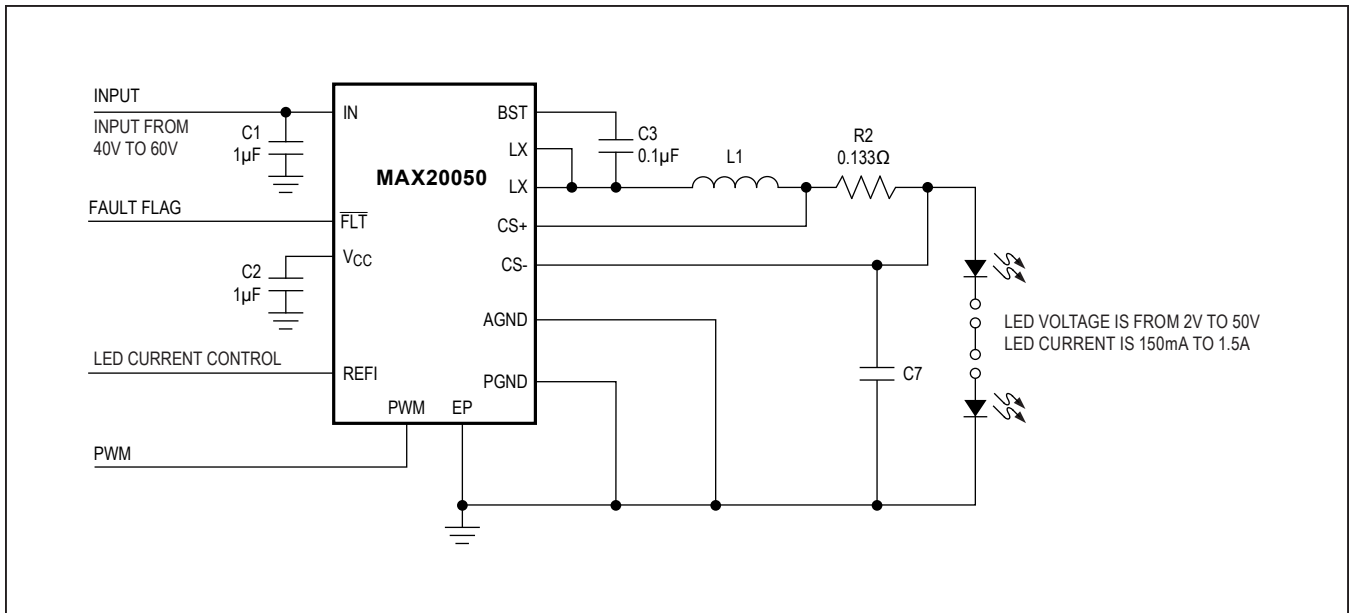 INPUT
INPUT FROM
40V TO 60V
C1
1µF
FAULT FLAG
C2
1µF
LED CURRENT CONTROL
PWM
IN
FLT
VCC
REFI
PWM
EP
MAX20050
BST
LX
LX
CS+
CS-
AGND
PGND
C3
0.1µF
L1
R2
0.133Ω
C7
LED VOLTAGE IS FROM 2V TO 50V
LED CURRENT IS 150mA TO 1.5A